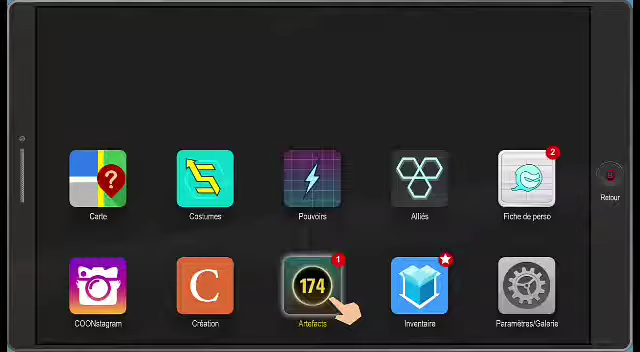 ?
2
Carte
Costumes
Pouvoirs
Alliés
Fiche de perso
B
Retour
C
174
1
COONstagram
Création
Artefacts
Inventaire
Paramètres/Galerie